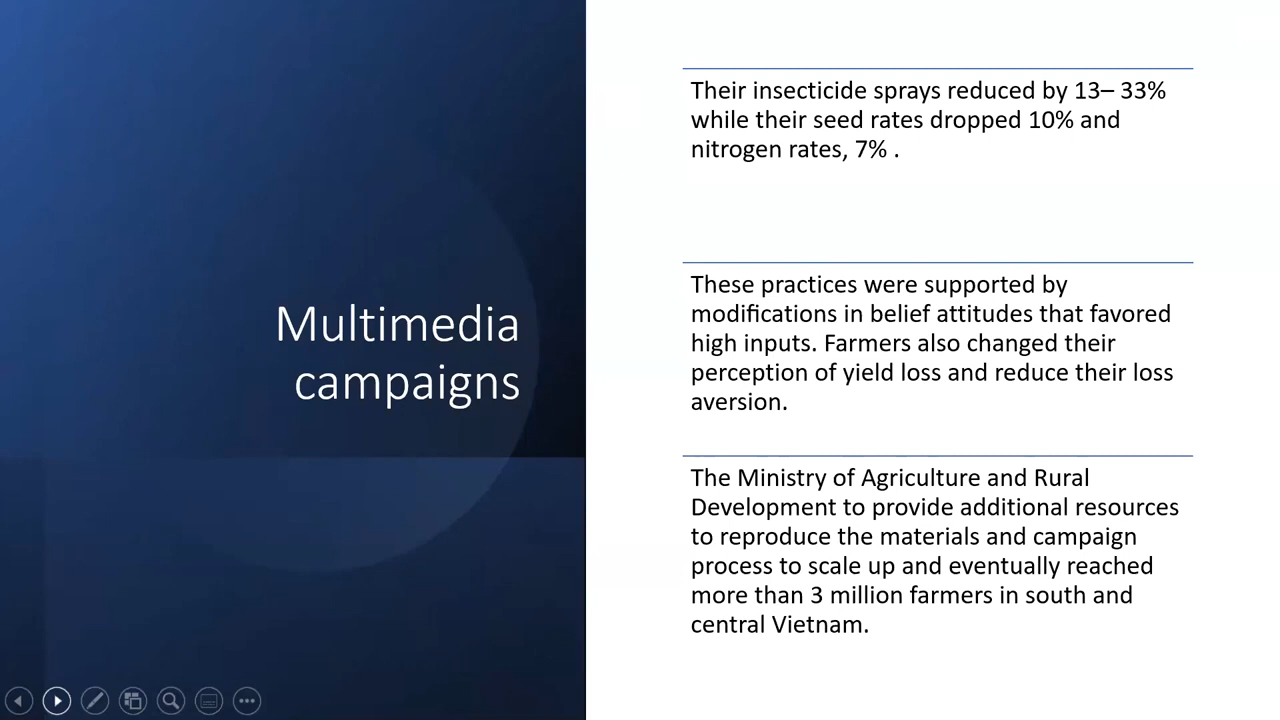 Multimedia
campaigns
Their insecticide sprays reduced by 13– 33%
while their seed rates dropped 10% and
nitrogen rates, 7% .
These practices were supported by
modifications in belief attitudes that favored
high inputs. Farmers also changed their
perception of yield loss and reduce their loss
aversion.
The Ministry of Agriculture and Rural
Development to provide additional resources
to reproduce the materials and campaign
process to scale up and eventually reached
more than 3 million farmers in south and
central Vietnam.